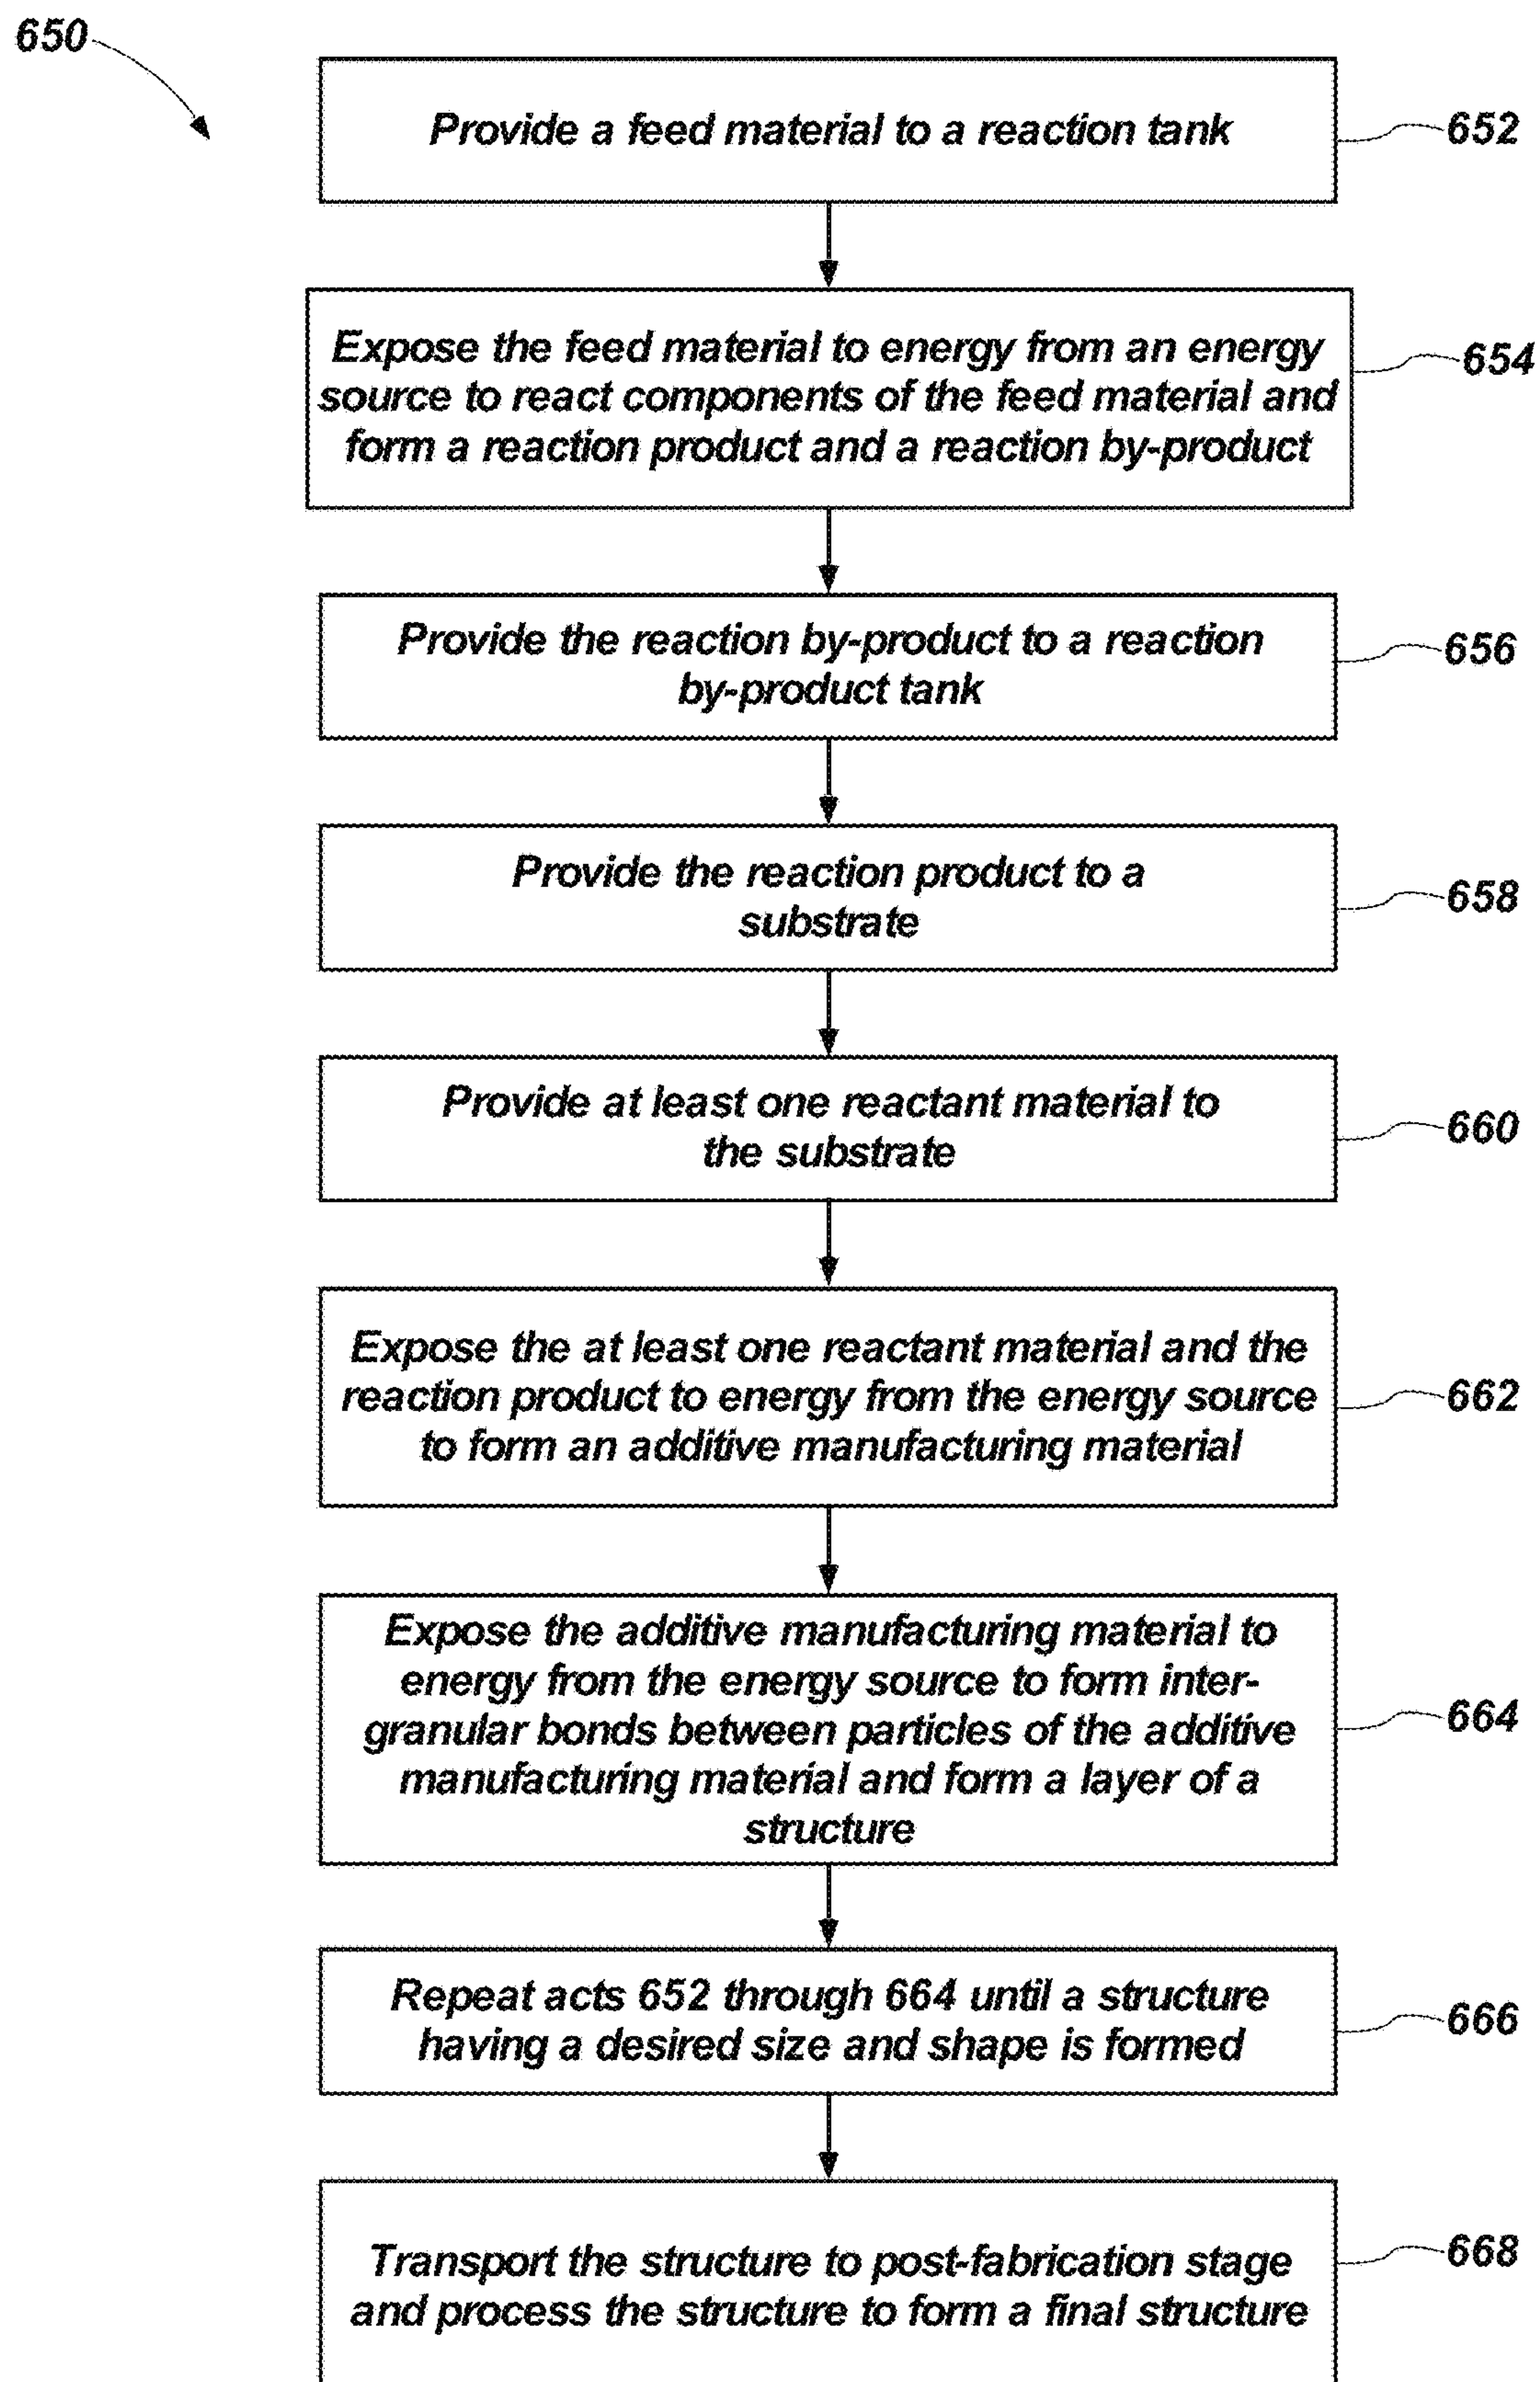 650
Provide a feed material to a reaction tank
652
Expose the feed material to energy from an energy
source to react components of the feed material and
form a reaction product and a reaction by-product
654
Provide the reaction by-product to a reaction
by-product tank
656
Provide the reaction product to a
substrate
658
Provide at least one reactant material to
the substrate
660
Expose the at least one reactant material and the
reaction product to energy from the energy source
to form an additive manufacturing material
662
Expose the additive manufacturing material to
energy from the energy source to form inter-
granular bonds between particles of the additive
manufacturing material and form a layer of a
structure
664
Repeat acts 652 through 664 until a structure
having a desired size and shape is formed
666
Transport the structure to post-fabrication stage
and process the structure to form a final structure
668